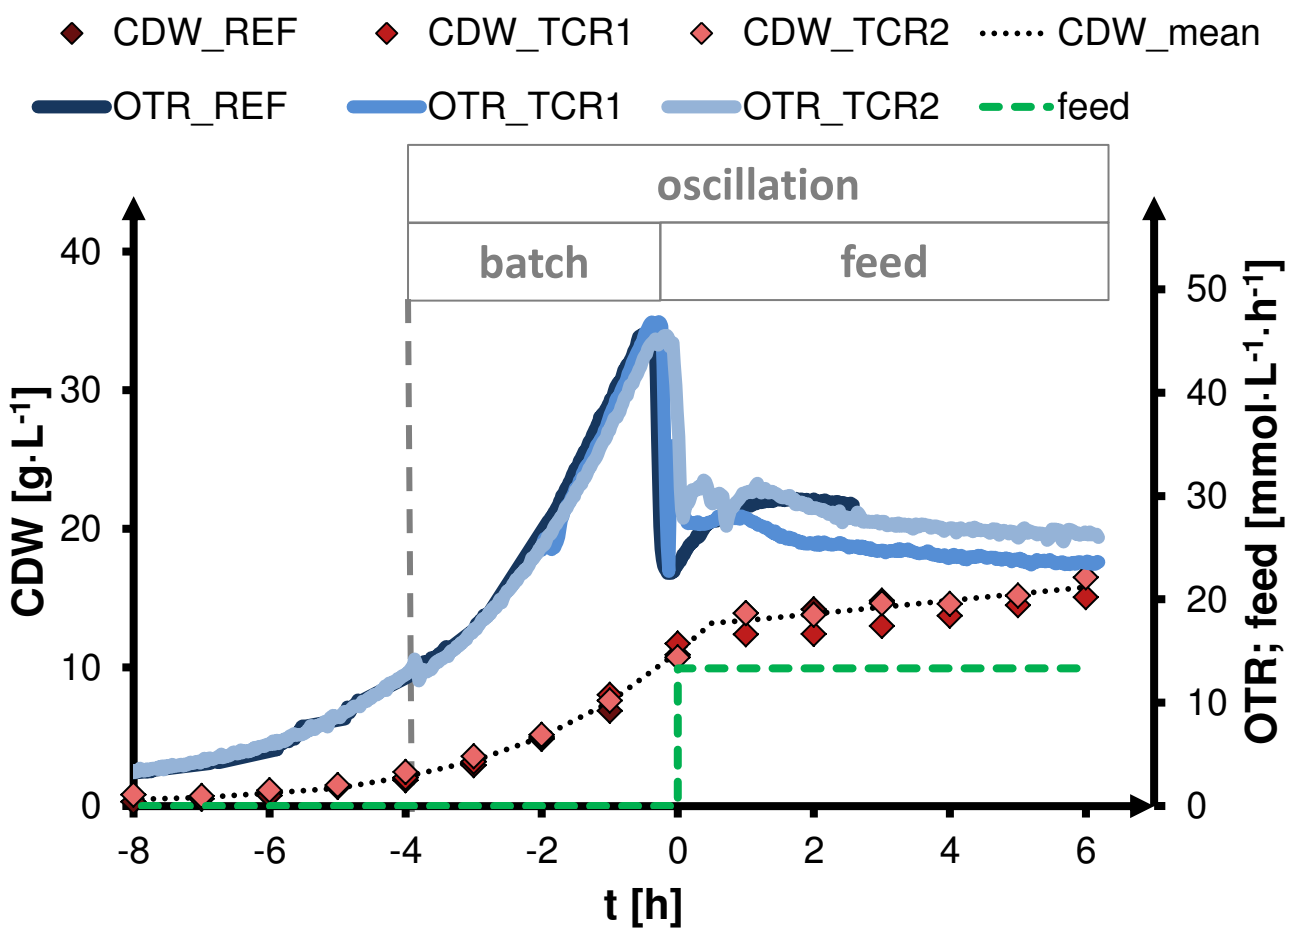 CDW_REF CDW_TCR1 CDW_TCR2 CDW_mean
OTR_REF OTR_TCR1 OTR_TCR2 feed
oscillation
batch feed
CDW [g·L⁻¹]
40
30
20
10
0
50
40
30
20
10
0
OTR; feed [mmol·L⁻¹·h⁻¹]
-8 -6 -4 -2 0 2 4 6
t [h]